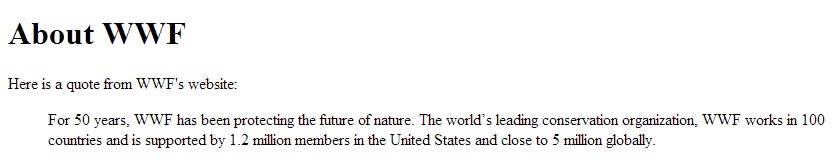 About WWF
Here is a quote from WWF's website:
For 50 years, WWF has been protecting the future of nature. The world's leading conservation organization, WWF works in 100
countries and is supported by 1.2 million members in the United States and close to 5 million globally.